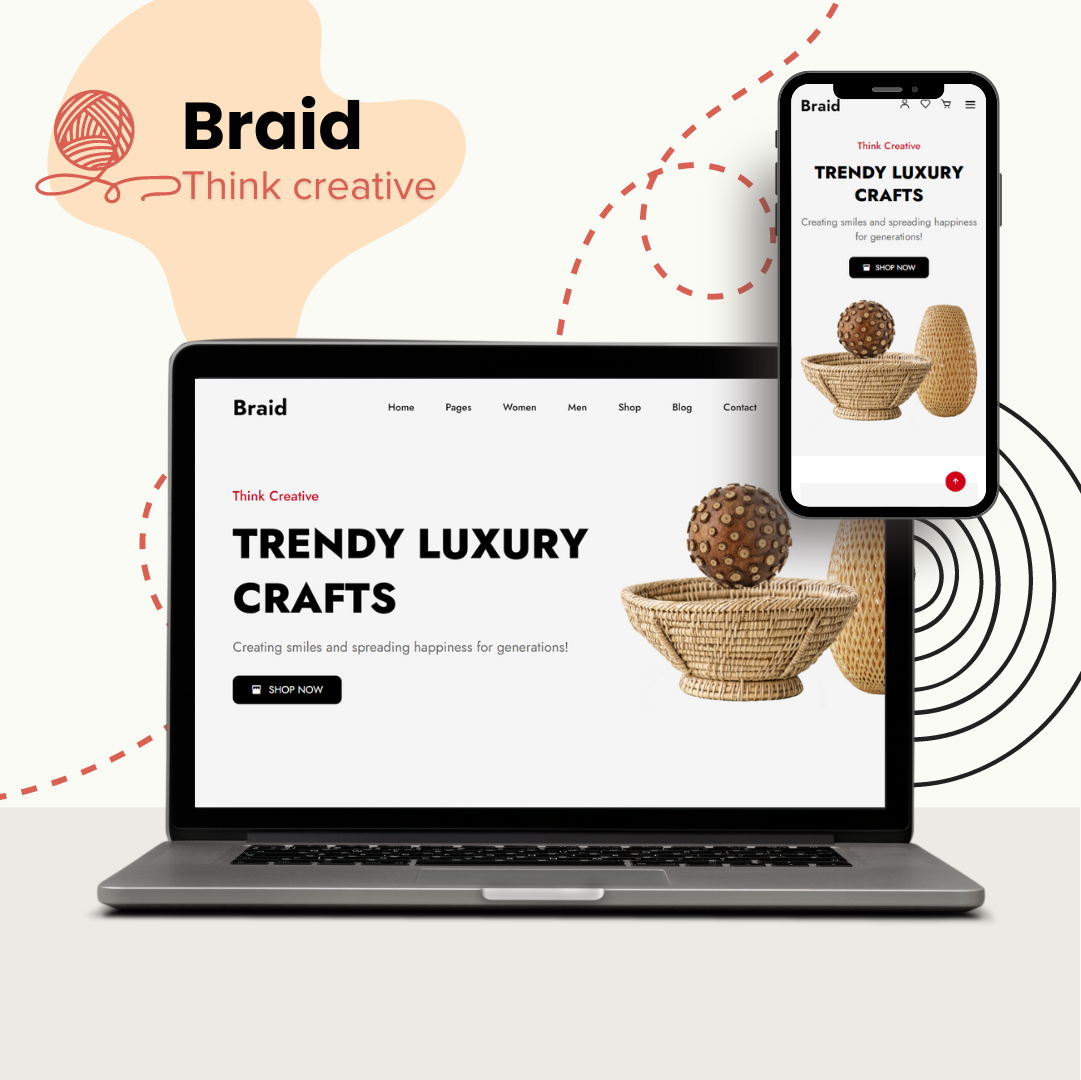 Braid
Think creative
Braid
Think Creative
TRENDY LUXURY
CRAFTS
Creating smiles and spreading happiness
for generations!
SHOP NOW
Braid
Home Pages Women Men Shop Blog Contact
Think Creative
TRENDY LUXURY
CRAFTS
Creating smiles and spreading happiness for generations!
SHOP NOW